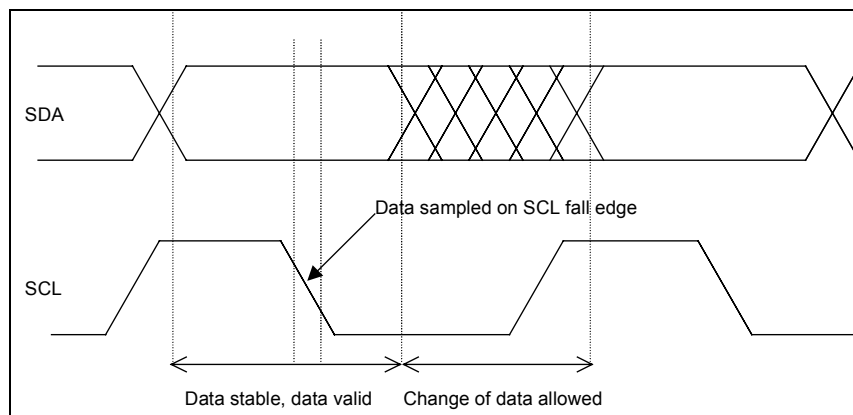 SDA
Data sampled on SCL fall edge
SCL
Data stable, data valid
Change of data allowed